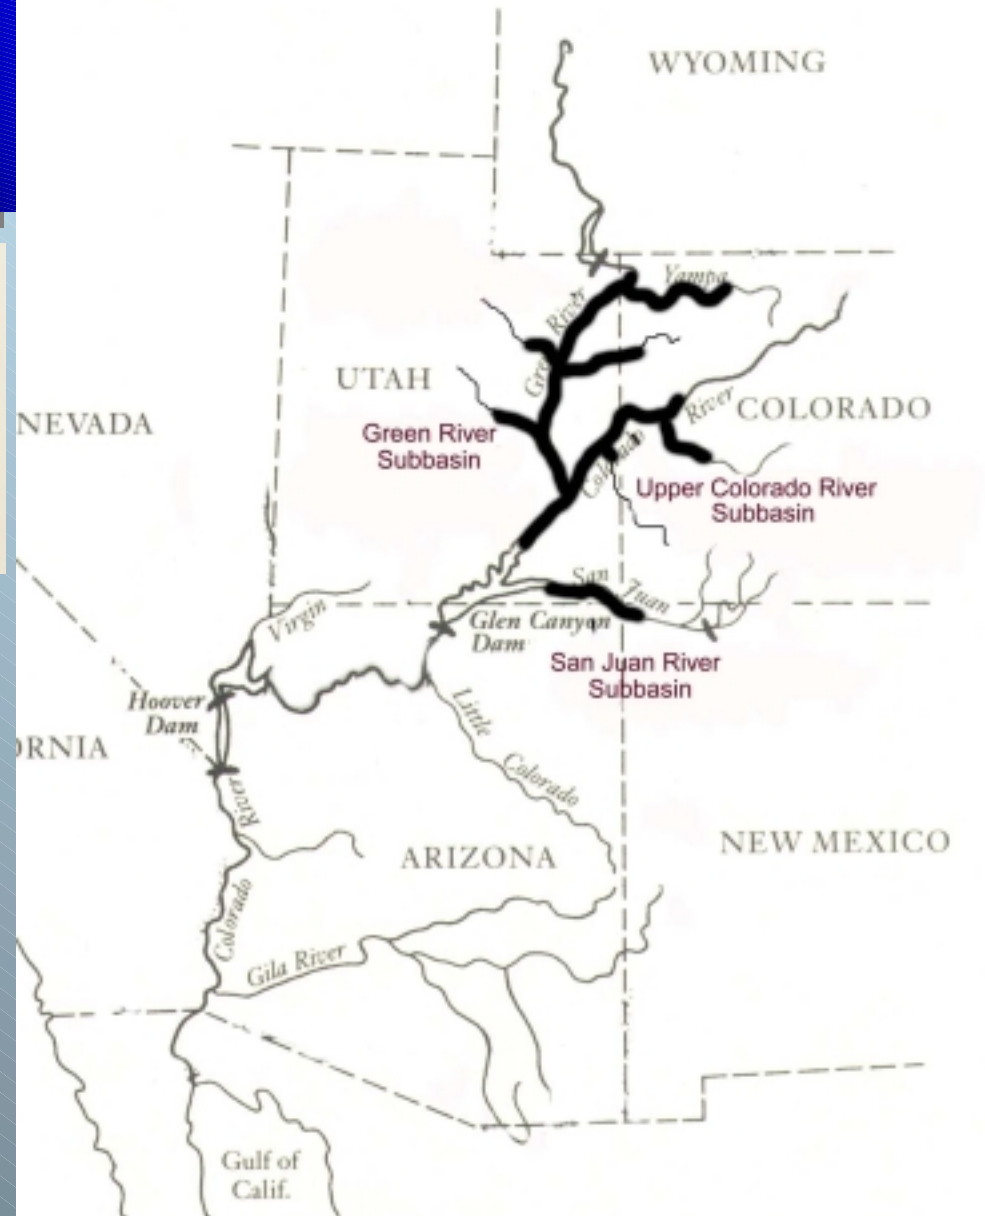 WYOMING
Yampa
River
Gre
UTAH
River
COLORADO
NEVADA
Green River
Subbasin
Colorado
Upper Colorado River
Subbasin
San Juan
Virgin
Glen Canyon
Dam
San Juan River
Subbasin
Hoover
Dam
Little
Colorado
ORNIA
River
NEW MEXICO
ARIZONA
Colorado
Gila River
Gulf of
Calif.